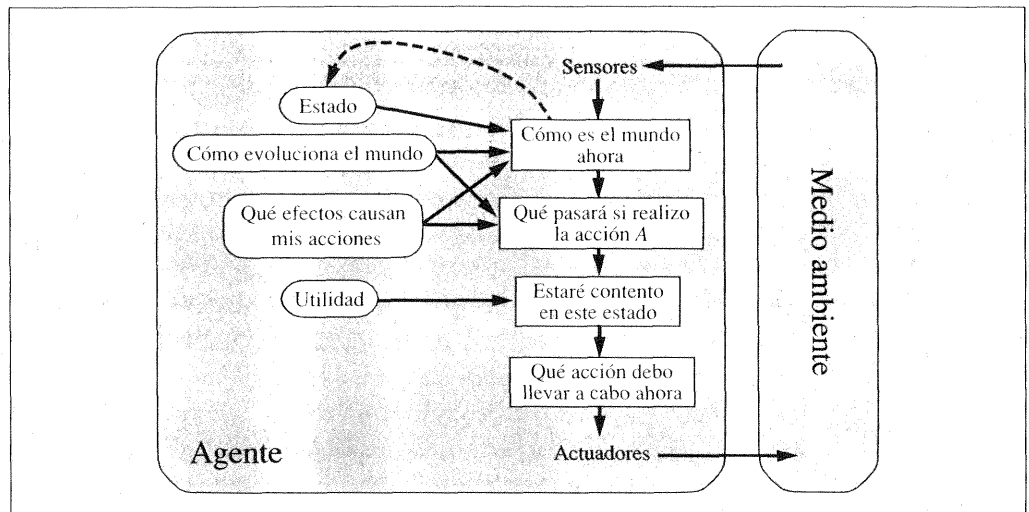 Sensores
Estado
Cómo es el mundo
ahora
Cómo evoluciona el mundo
Qué efectos causan
mis acciones
Qué pasará si realizo
la acción A
Utilidad
Estaré contento
en este estado
Qué acción debo
llevar a cabo ahora
Agente
Actuadores
Medio ambiente